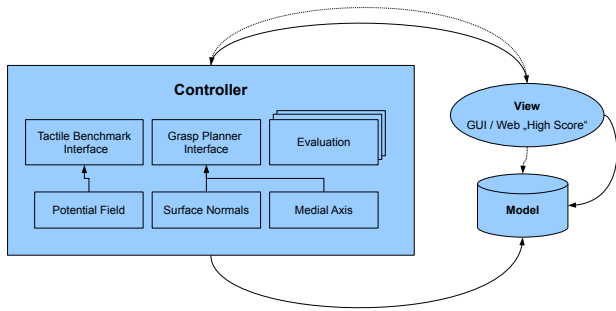 Controller
Tactile Benchmark
Interface
Grasp Planner
Interface
Evaluation
Potential Field
Surface Normals
Medial Axis
View
GUI / Web „High Score“
Model